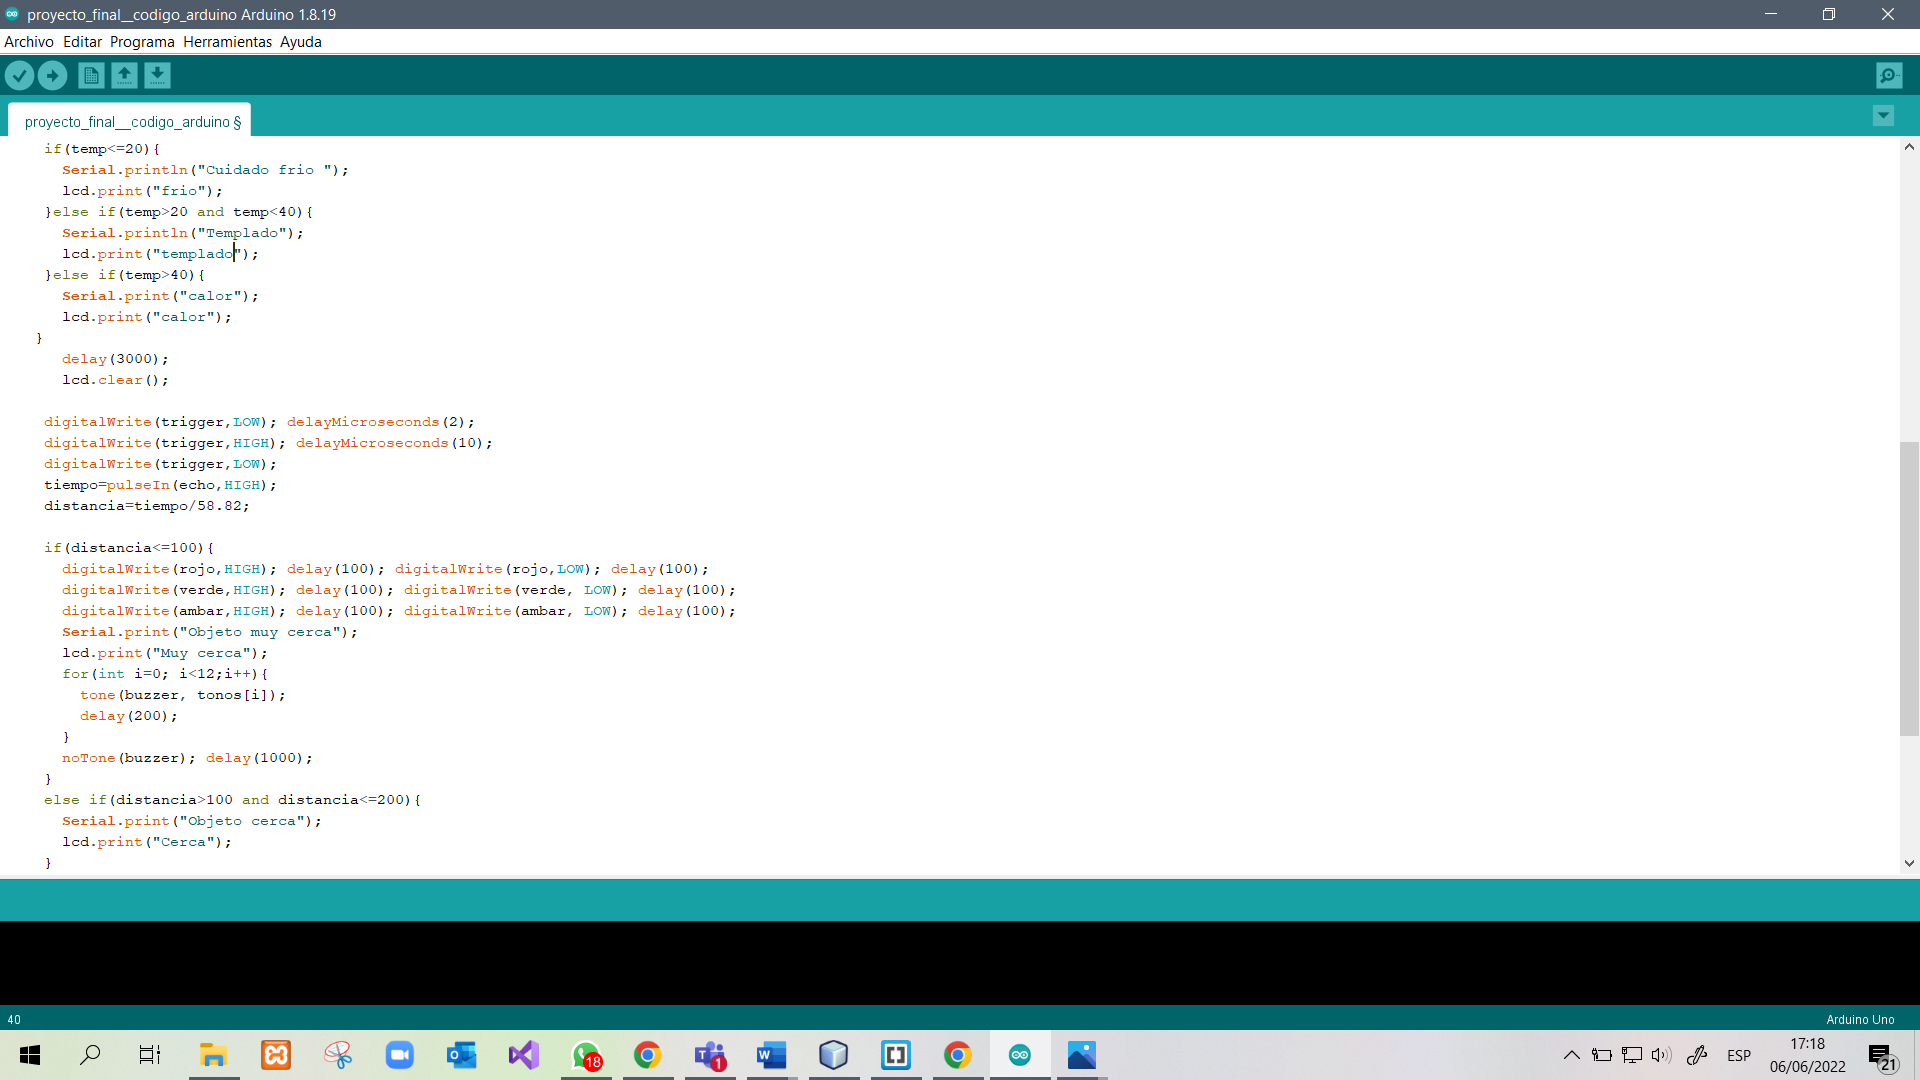 proyecto_final__codigo_arduino Arduino 1.8.19
Archivo Editar Programa Herramientas Ayuda
proyecto_final__codigo_arduino §
if(temp<=20){
Serial.println("Cuidado frio ");
lcd.print("frio");
}else if(temp>20 and temp<40){
Serial.println("Templado");
lcd.print("templado");
}else if(temp>40){
Serial.print("calor");
lcd.print("calor");
}
delay(3000);
lcd.clear();
digitalWrite(trigger,LOW); delayMicroseconds(2);
digitalWrite(trigger,HIGH); delayMicroseconds(10);
digitalWrite(trigger,LOW);
tiempo=pulseIn(echo,HIGH);
distancia=tiempo/58.82;
if(distancia<=100){
digitalWrite(rojo,HIGH); delay(100); digitalWrite(rojo,LOW); delay(100);
digitalWrite(verde,HIGH); delay(100); digitalWrite(verde, LOW); delay(100);
digitalWrite(ambar,HIGH); delay(100); digitalWrite(ambar, LOW); delay(100);
Serial.print("Objeto muy cerca");
lcd.print("Muy cerca");
for(int i=0; i<12;i++){
tone(buzzer, tonos[i]);
delay(200);
}
noTone(buzzer); delay(1000);
}
else if(distancia>100 and distancia<=200){
Serial.print("Objeto cerca");
lcd.print("Cerca");
}
40
Arduino Uno
18
1
ESP
17:18
06/06/2022
21